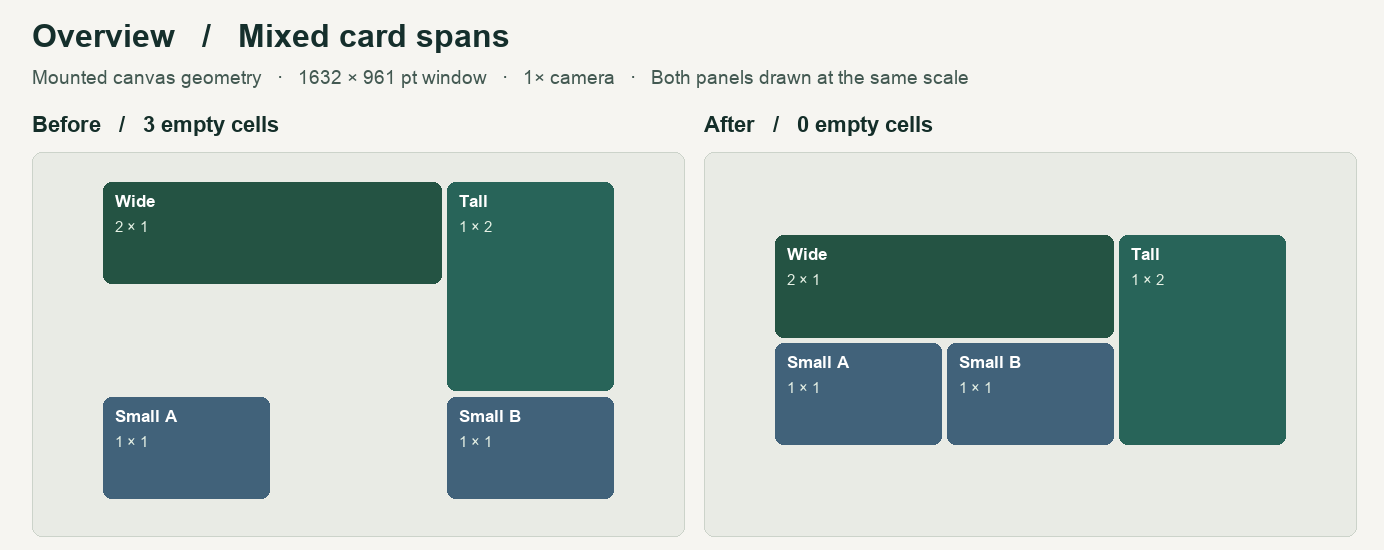 Overview / Mixed card spans
Mounted canvas geometry · 1632 × 961 pt window · 1× camera · Both panels drawn at the same scale
Before / 3 empty cells
Wide
2 × 1
Tall
1 × 2
Small A
1 × 1
Small B
1 × 1
After / 0 empty cells
Wide
2 × 1
Tall
1 × 2
Small A
1 × 1
Small B
1 × 1